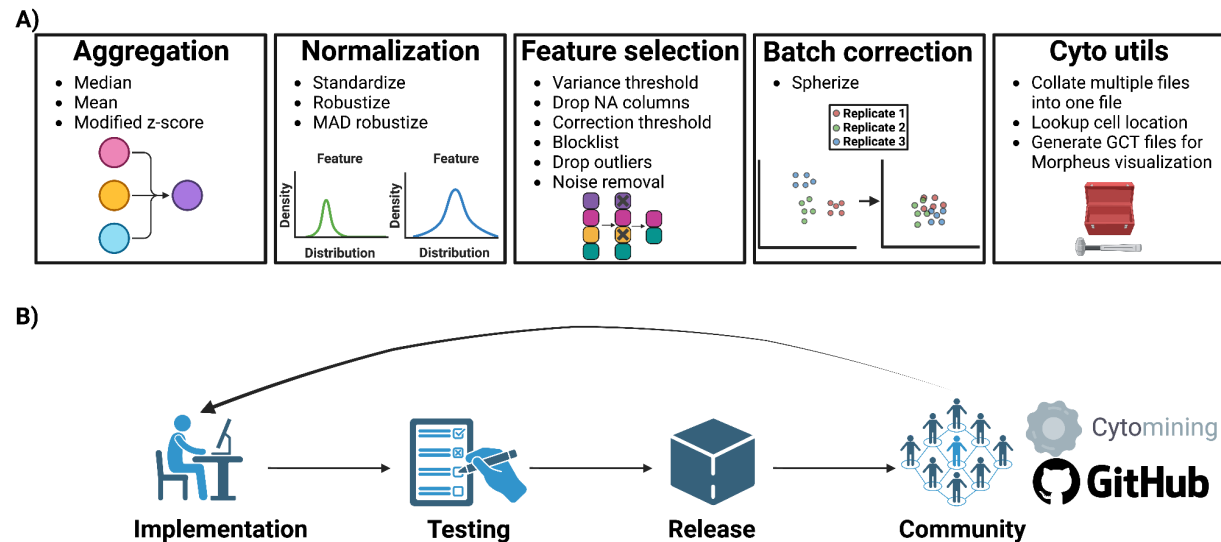 A)
Aggregation
• Median
• Mean
• Modified z-score
Normalization
• Standardize
• Robustize
• MAD robustize
Feature
Density
Distribution
Feature
Density
Distribution
Feature selection
• Variance threshold
• Drop NA columns
• Correction threshold
• Blocklist
• Drop outliers
• Noise removal
Batch correction
• Spherize
Replicate 1
Replicate 2
Replicate 3
Cyto utils
• Collate multiple files
into one file
• Lookup cell location
• Generate GCT files for
Morpheus visualization
B)
Implementation
Testing
Release
Community
Cytomining
GitHub